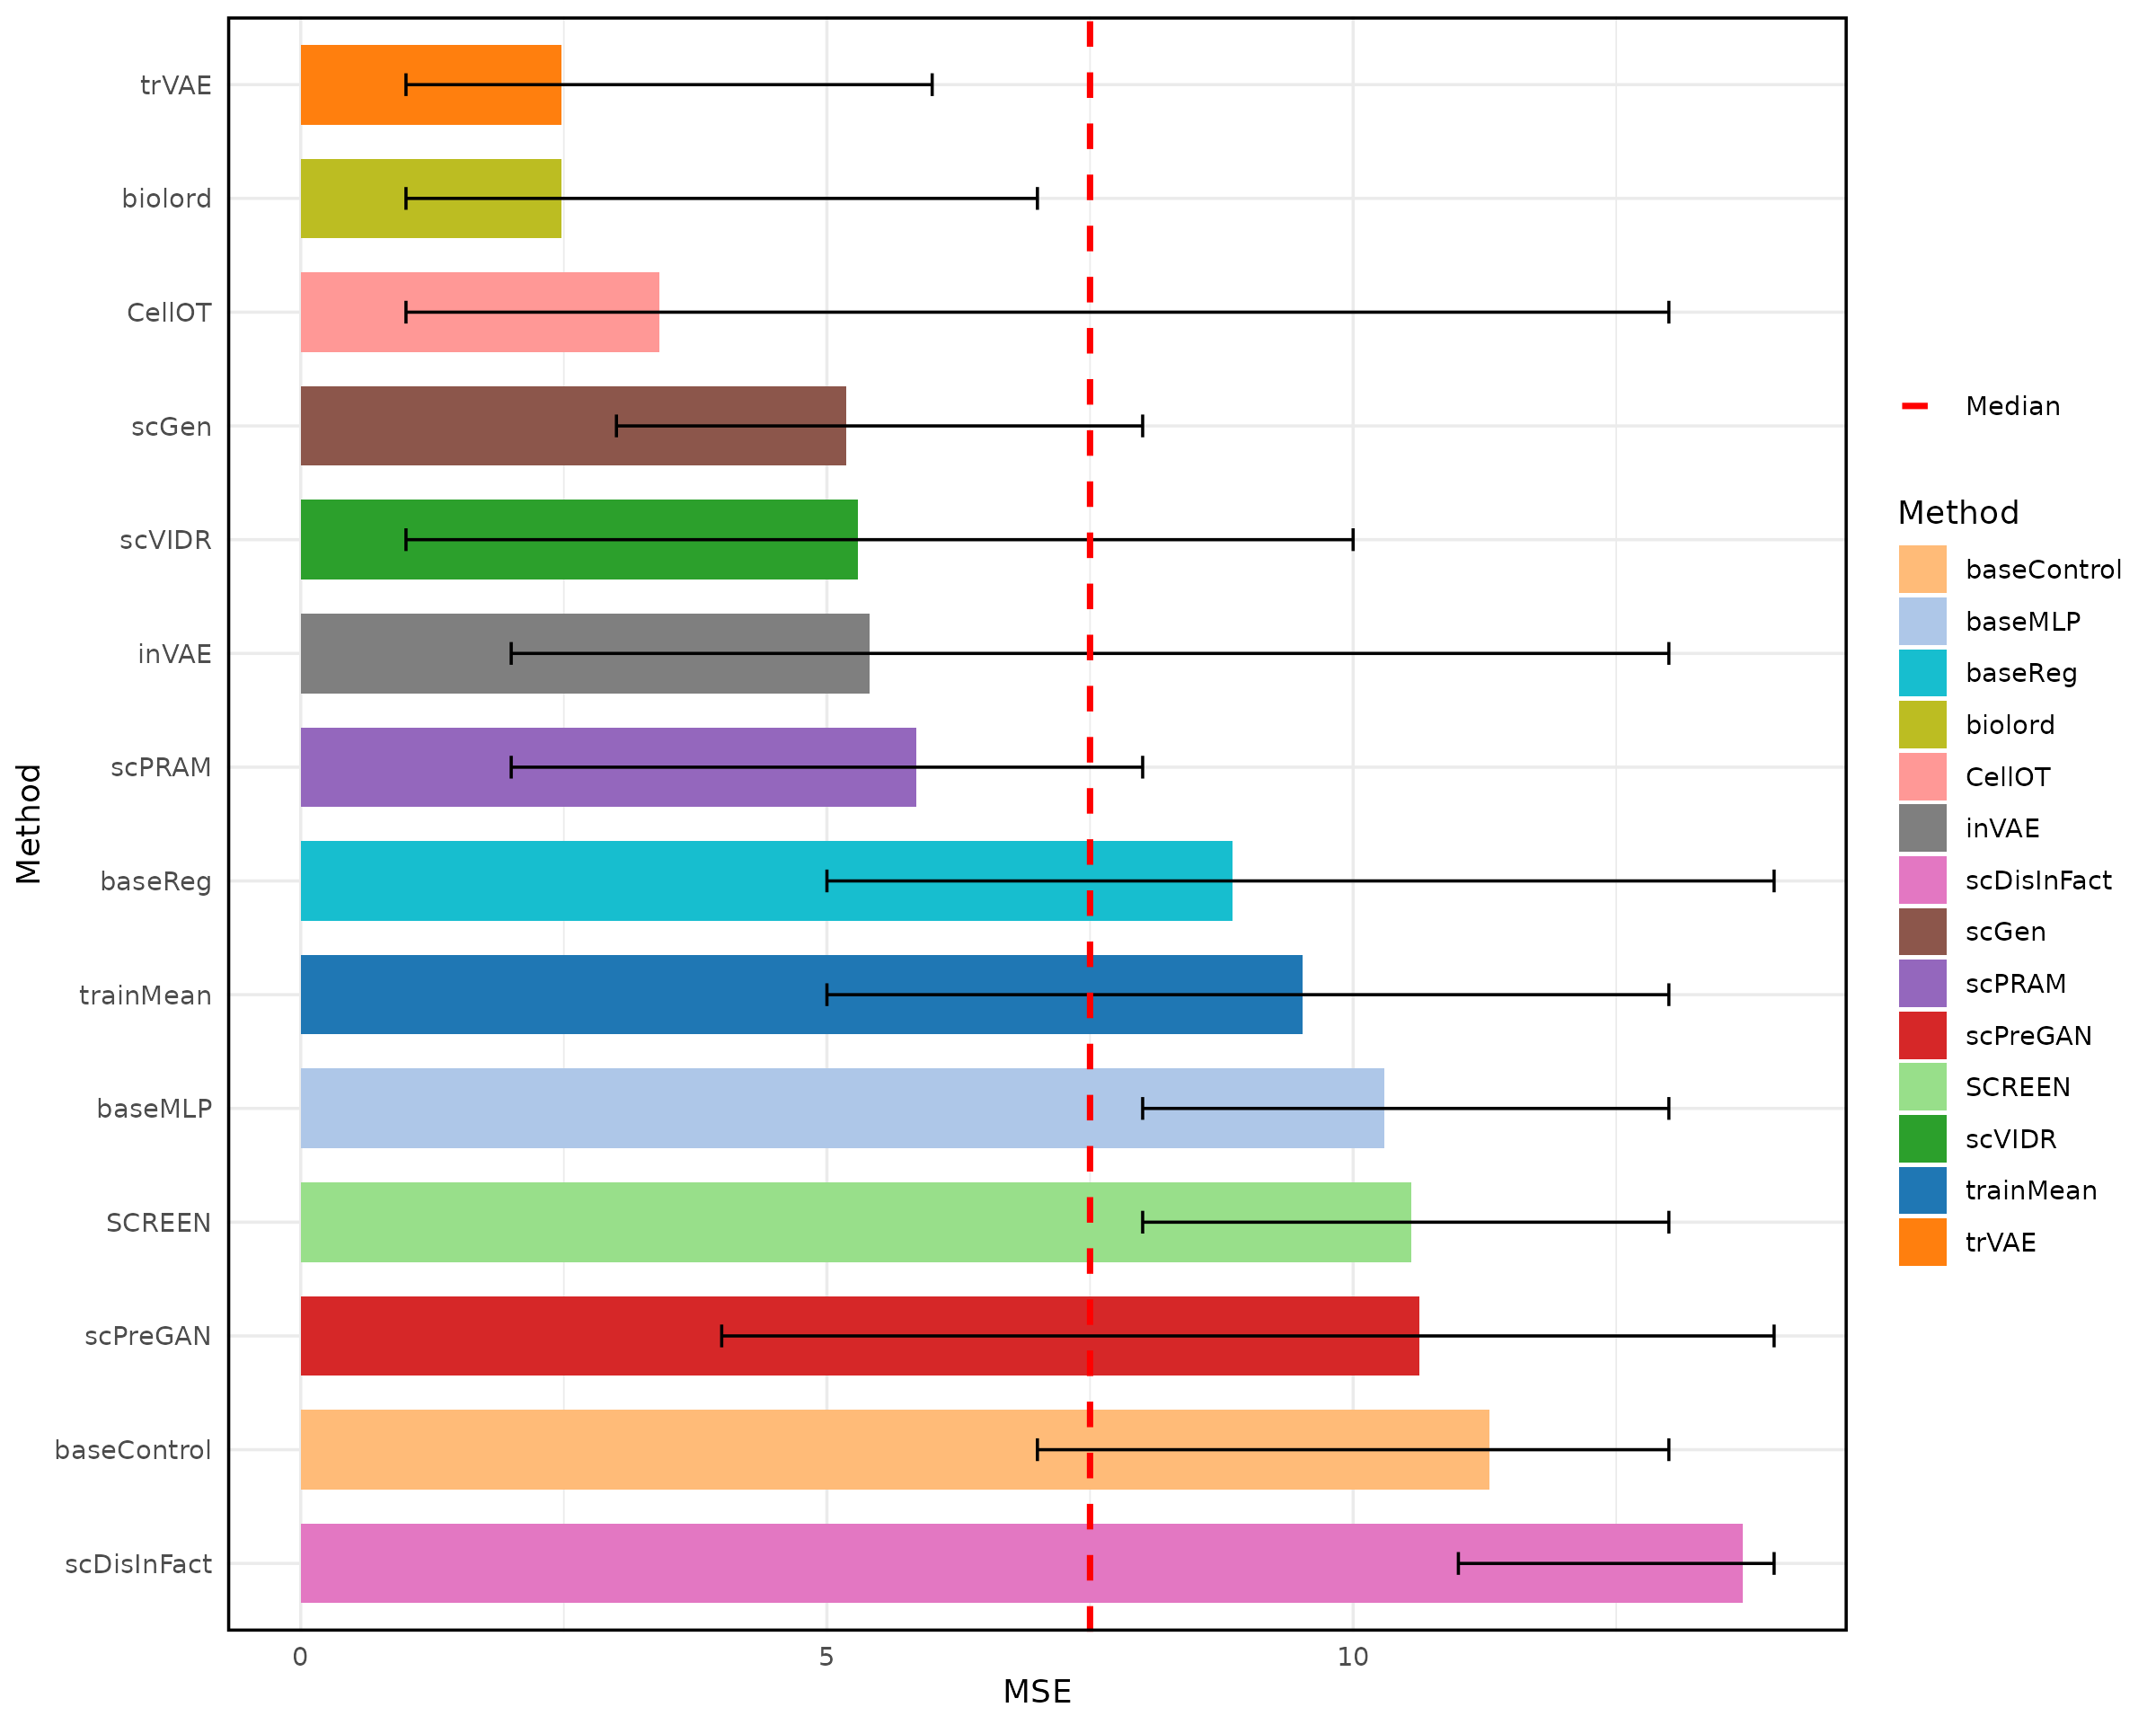 trVAE
biolord
CellOT
scGen
scVIDR
inVAE
scPRAM
baseReg
trainMean
baseMLP
SCREEN
scPreGAN
baseControl
scDisInFact
Method
0
5
10
MSE
Median
Method
baseControl
baseMLP
baseReg
biolord
CellOT
inVAE
scDisInFact
scGen
scPRAM
scPreGAN
SCREEN
scVIDR
trainMean
trVAE